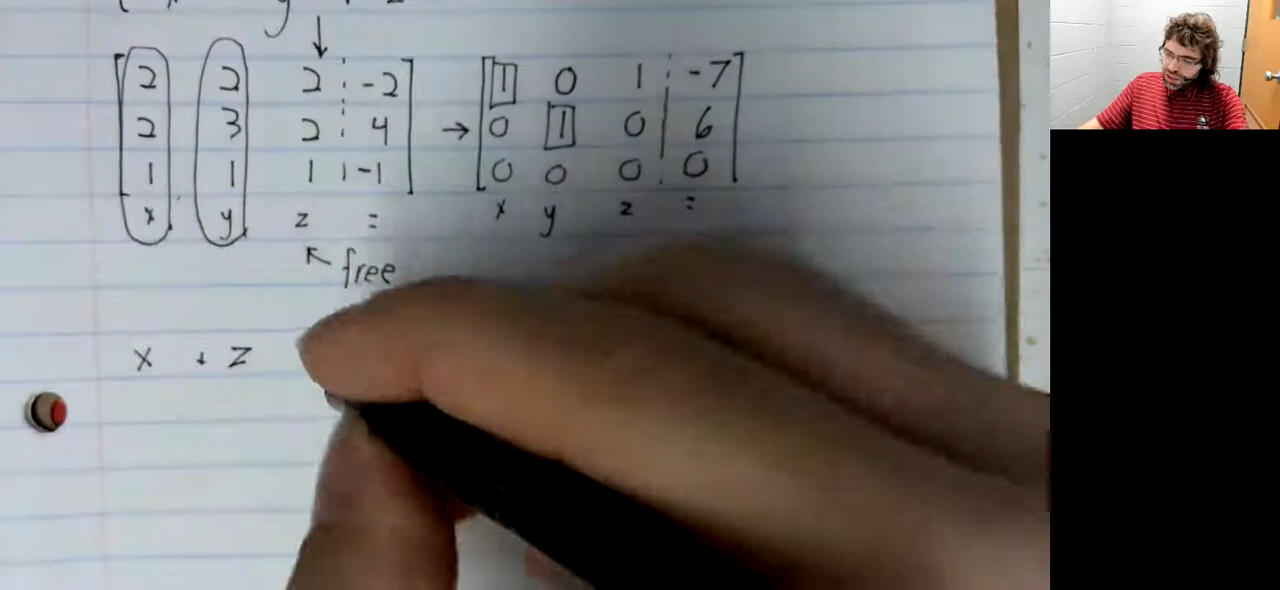 ↓
[ 2 2 2 ¦ -2 ] → [ 1 0 1 ¦ -7 ]
[ 2 3 2 ¦ 4 ] [ 0 1 0 | 6 ]
[ 1 1 1 ¦ -1 ] [ 0 0 0 ¦ 0 ]
x y z = x y z =
↖ free
x + z